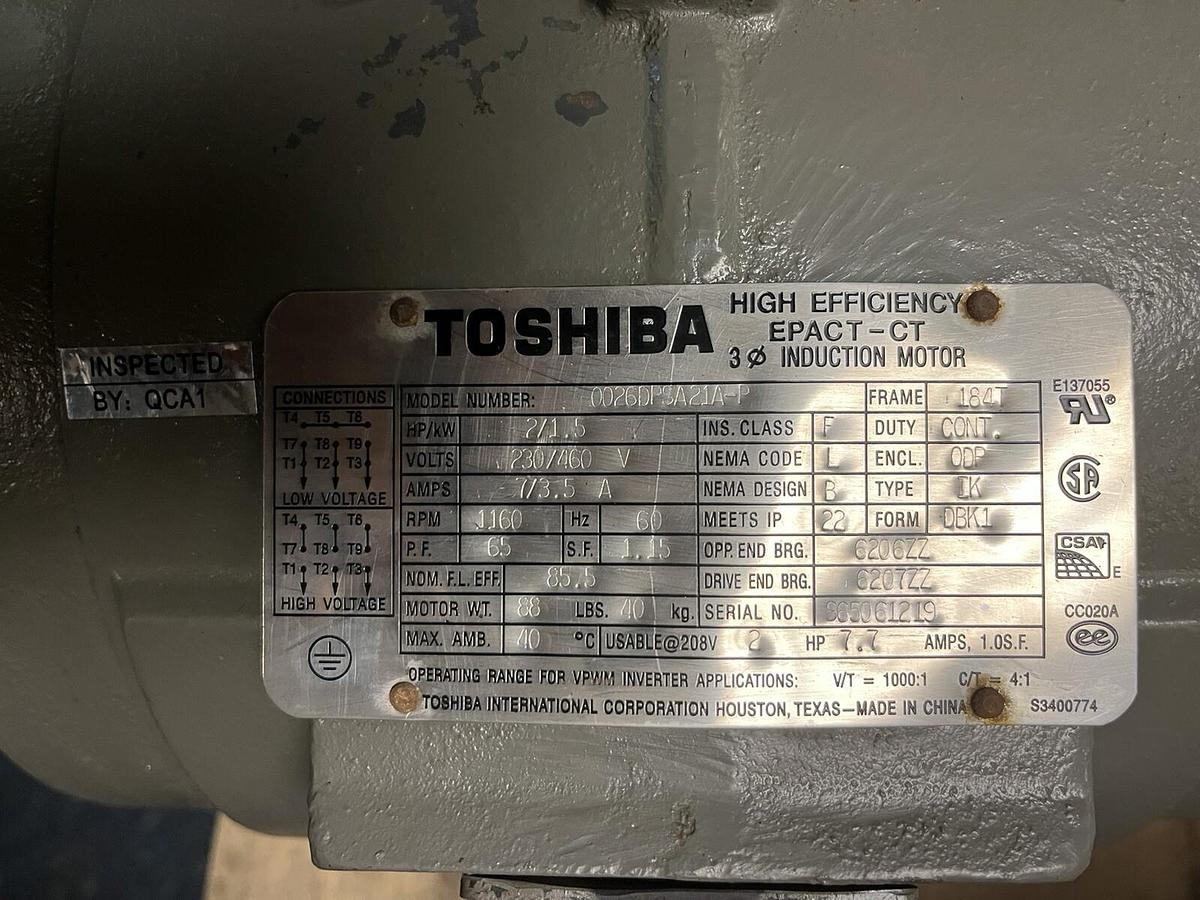 TOSHIBA
HIGH EFFICIENCY
EPACT-CT
3Ø INDUCTION MOTOR
INSPECTED
BY: QCA1
CONNECTIONS
T4 T5 T6
T7 T8 T9
T1 T2 T3
LOW VOLTAGE
T4 T5 T6
T7 T8 T9
T1 T2 T3
HIGH VOLTAGE
MODEL NUMBER: 0026DPSA21A-P FRAME 184T
HP/kW 2/1.5 INS. CLASS F DUTY CONT.
VOLTS 230/460 V NEMA CODE L ENCL. ODP
AMPS 7/3.5 A NEMA DESIGN B TYPE IK
RPM 1160 Hz 60 MEETS IP 22 FORM DBK1
P.F. 65 S.F. 1.15 OPP. END BRG. 6206ZZ
NOM. F.L. EFF. 85.5 DRIVE END BRG. 6207ZZ
MOTOR WT. 88 LBS. 40 kg. SERIAL NO. S65061219
MAX. AMB. 40 °C USABLE@208V 2 HP 7.7 AMPS, 1.0S.F.
OPERATING RANGE FOR VPWM INVERTER APPLICATIONS: V/T = 1000:1 C/T = 4:1
TOSHIBA INTERNATIONAL CORPORATION HOUSTON, TEXAS-MADE IN CHINA S3400774
E137055
RU®
SA
CSA
E
CC020A
ee